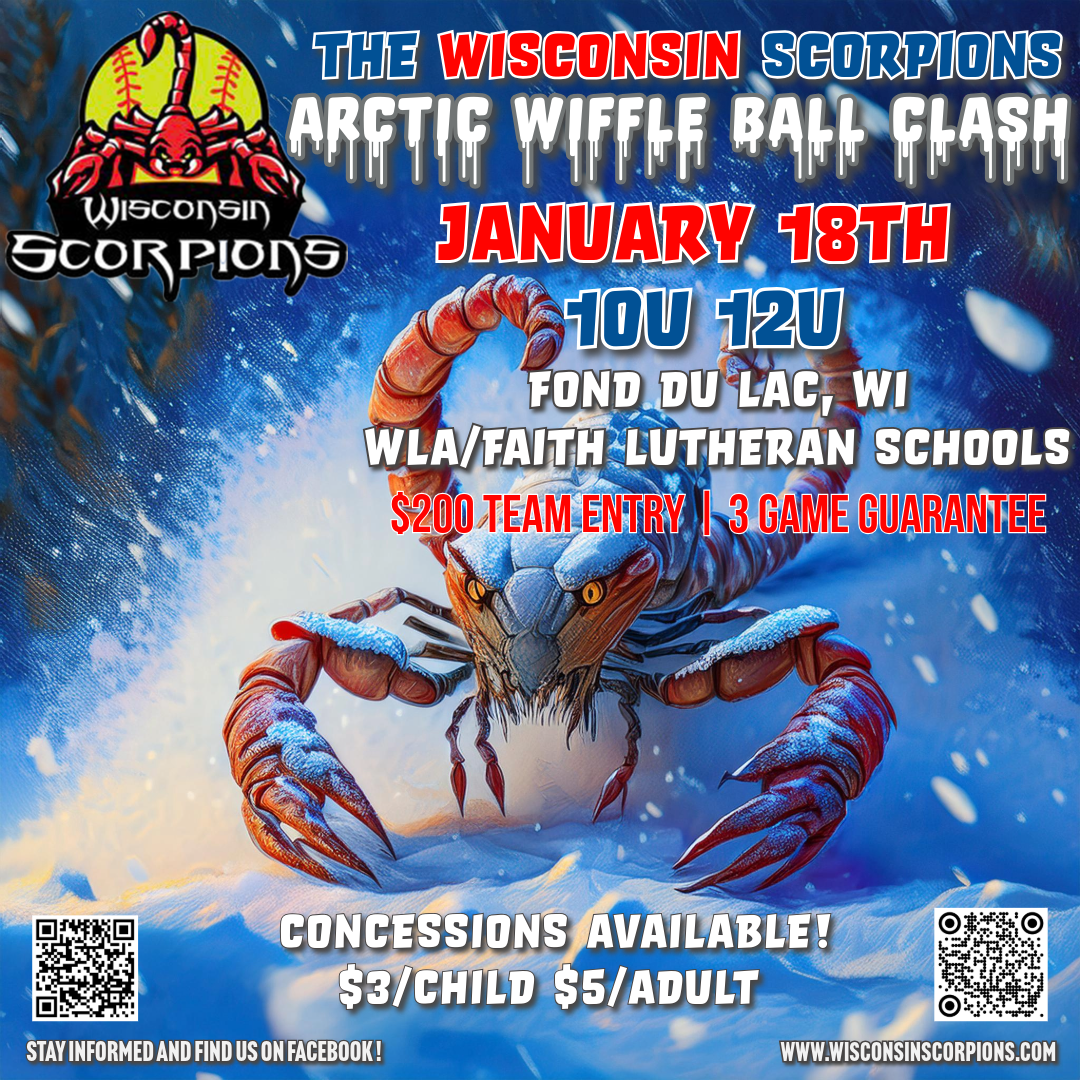 THE WISCONSIN SCORPIONS
ARCTIC WIFFLE BALL CLASH
WISCONSIN
SCORPIONS
JANUARY 18TH
10U 12U
FOND DU LAC, WI
WLA/FAITH LUTHERAN SCHOOLS
$200 TEAM ENTRY | 3 GAME GUARANTEE
CONCESSIONS AVAILABLE!
$3/CHILD $5/ADULT
STAY INFORMED AND FIND US ON FACEBOOK!
WWW.WISCONSINSCORPIONS.COM